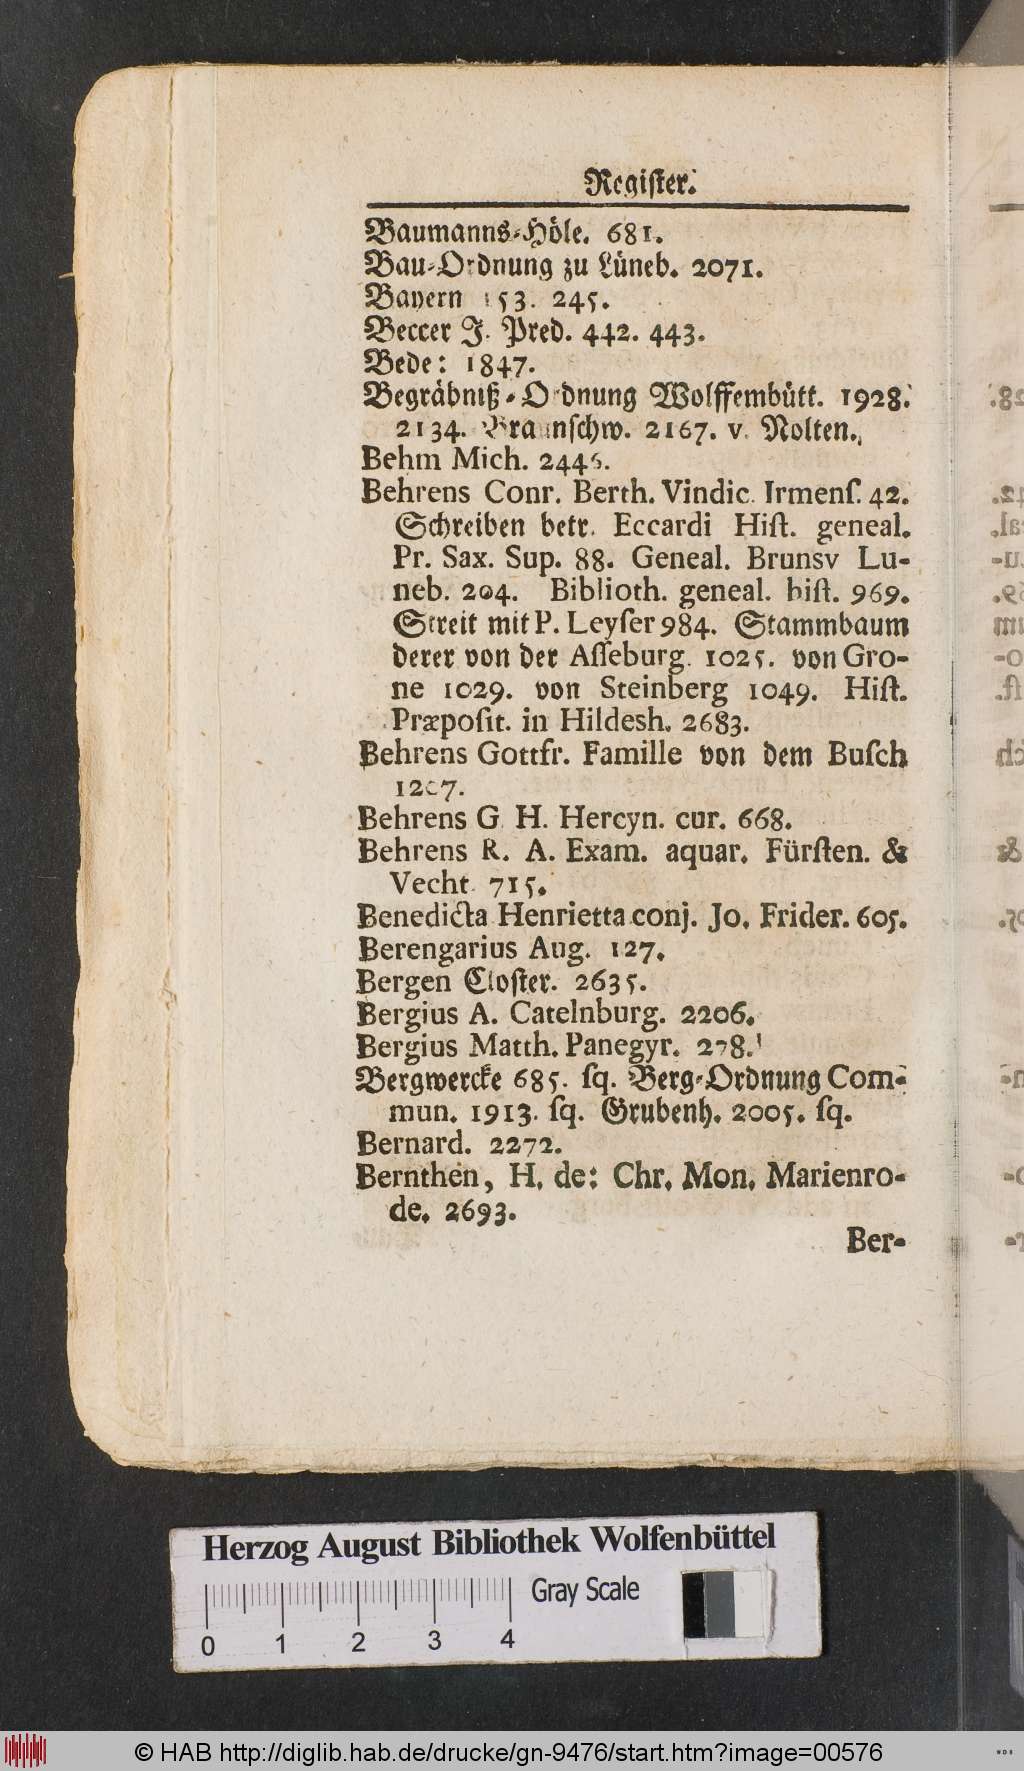 Regiſter.
Baumanns-Höle. 681.
Bau-Ordnung zu Lüneb. 2071.
Bayern 153. 245.
Beccer J. Pred. 442. 443.
Bede: 1847.
Begräbniß-Ordnung Wolffembütt. 1928.
2134. Braunſchw. 2167. v. Nolten.
Behm Mich.
Behrens Conr. Berth. Vindic. Irmenſ. 42.
Schreiben betr. Eccardi Hiſt. geneal.
Pr. Sax. Sup. 88. Geneal. Brunsv Lu-
neb. 204. Biblioth. geneal. hiſt. 969.
Streit mit P. Leyſer 984. Stammbaum
derer von der Aſſeburg. 1025. von Gro-
ne 1029. von Steinberg 1049. Hiſt.
Præpoſit. in Hildesh. 2683.
Behrens Gottfr. Familie von dem Buſch
1207.
Behrens G. H. Hercyn. cur. 668.
Behrens R. A. Exam. aquar. Fürſten. &
Vecht. 715.
Benedicta Henrietta conj. Jo. Frider. 605.
Berengarius Aug. 127.
Bergen Cloſter. 2635.
Bergius A. Catelnburg. 2206.
Bergius Matth. Panegyr. 278.
Bergwercke 685. ſq. Berg-Ordnung Com-
mun. 1913. ſq. Grubenh. 2005. ſq.
Bernard. 2272.
Bernthen, H. de: Chr. Mon. Marienro-
de. 2693.
Ber-
Herzog August Bibliothek Wolfenbüttel
Gray Scale
0 1 2 3 4
© HAB http://diglib.hab.de/drucke/gn-9476/start.htm?image=00576